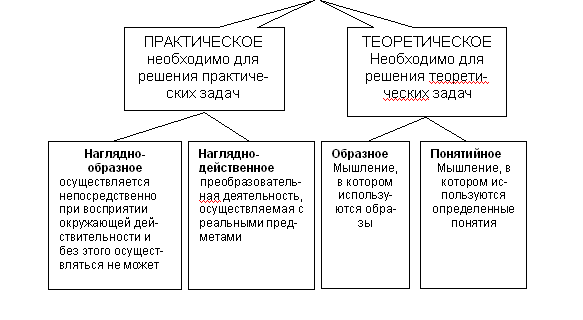 ПРАКТИЧЕСКОЕ
необходимо для
решения практиче-
ских задач
ТЕОРЕТИЧЕСКОЕ
Необходимо для
решения теорети-
ческих задач
Наглядно-
образное
осуществляется
непосредственно
при восприятии
окружающей дей-
ствительности и
без этого осущест-
вляться не может
Наглядно-
действенное
преобразователь-
ная деятельность,
осуществляемая с
реальными пред-
метами
Образное
Мышление,
в котором
использу-
ются обра-
зы
Понятийное
Мышление, в
котором ис-
пользуются
определенные
понятия